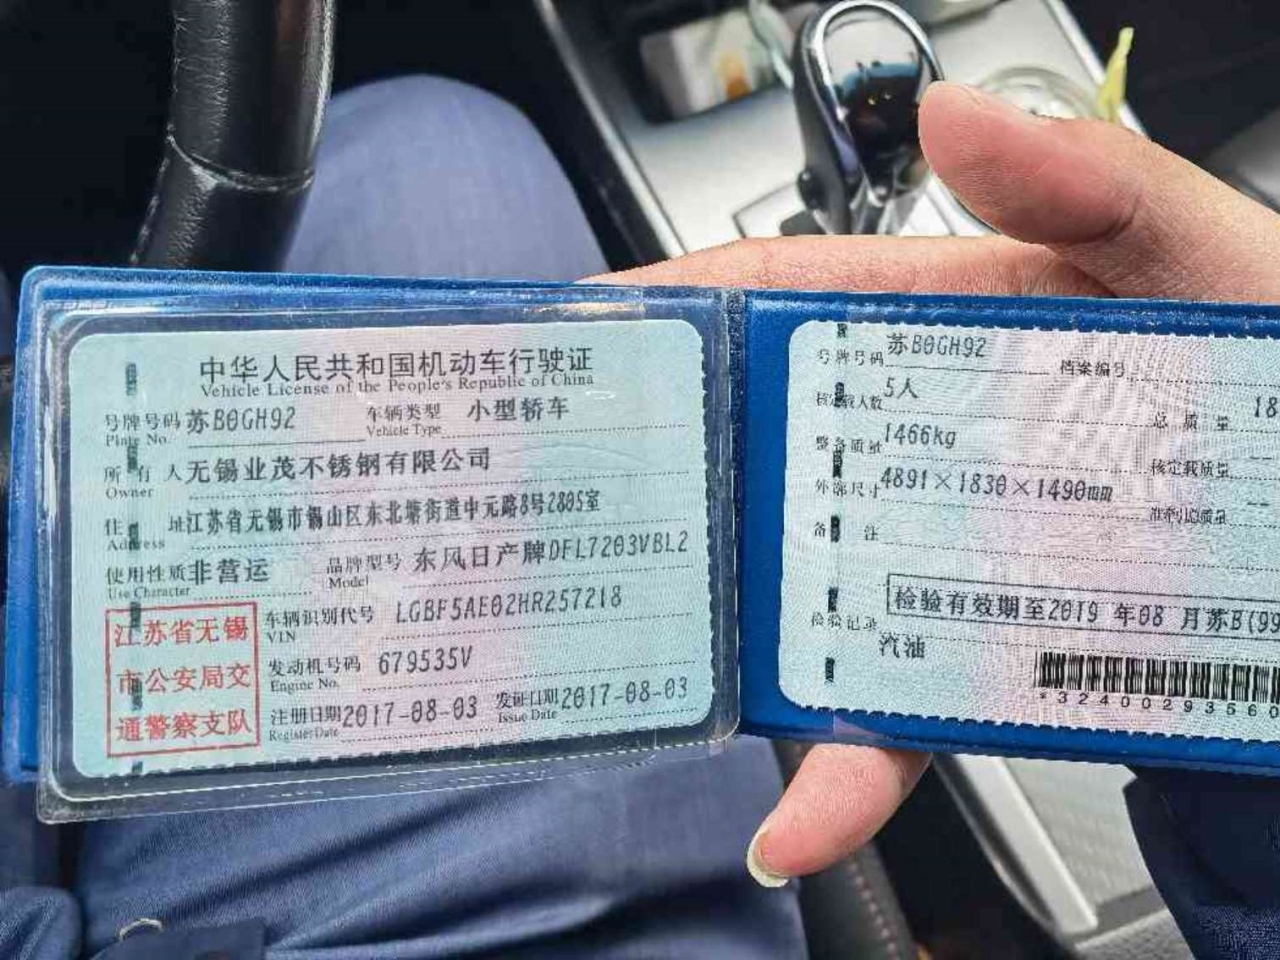 中华人民共和国机动车行驶证
Vehicle License of the People's Republic of China
号牌号码 苏B0GH92 车辆类型 小型轿车
Plate No. Vehicle Type
所有人 无锡业茂不锈钢有限公司
Owner
住址 江苏省无锡市锡山区东北塘街道中元路8号2805室
Address
使用性质 非营运 品牌型号 东风日产牌DFL7203VBL2
Use Character Model
江苏省无锡
市公安局交
通警察支队
车辆识别代号 LGBF5AE02HR257218
VIN
发动机号码 679535V
Engine No.
注册日期 2017-08-03 发证日期 2017-08-03
Register Date Issue Date
号牌号码 苏B0GH92 档案编号
核定载人数 5人 总质量 18
整备质量 1466kg 核定载质量 --
外廓尺寸 4891×1830×1490mm 准牵引总质量 --
备注
检验有效期至2019年08月苏B(99
检验记录
汽油
*32400293560